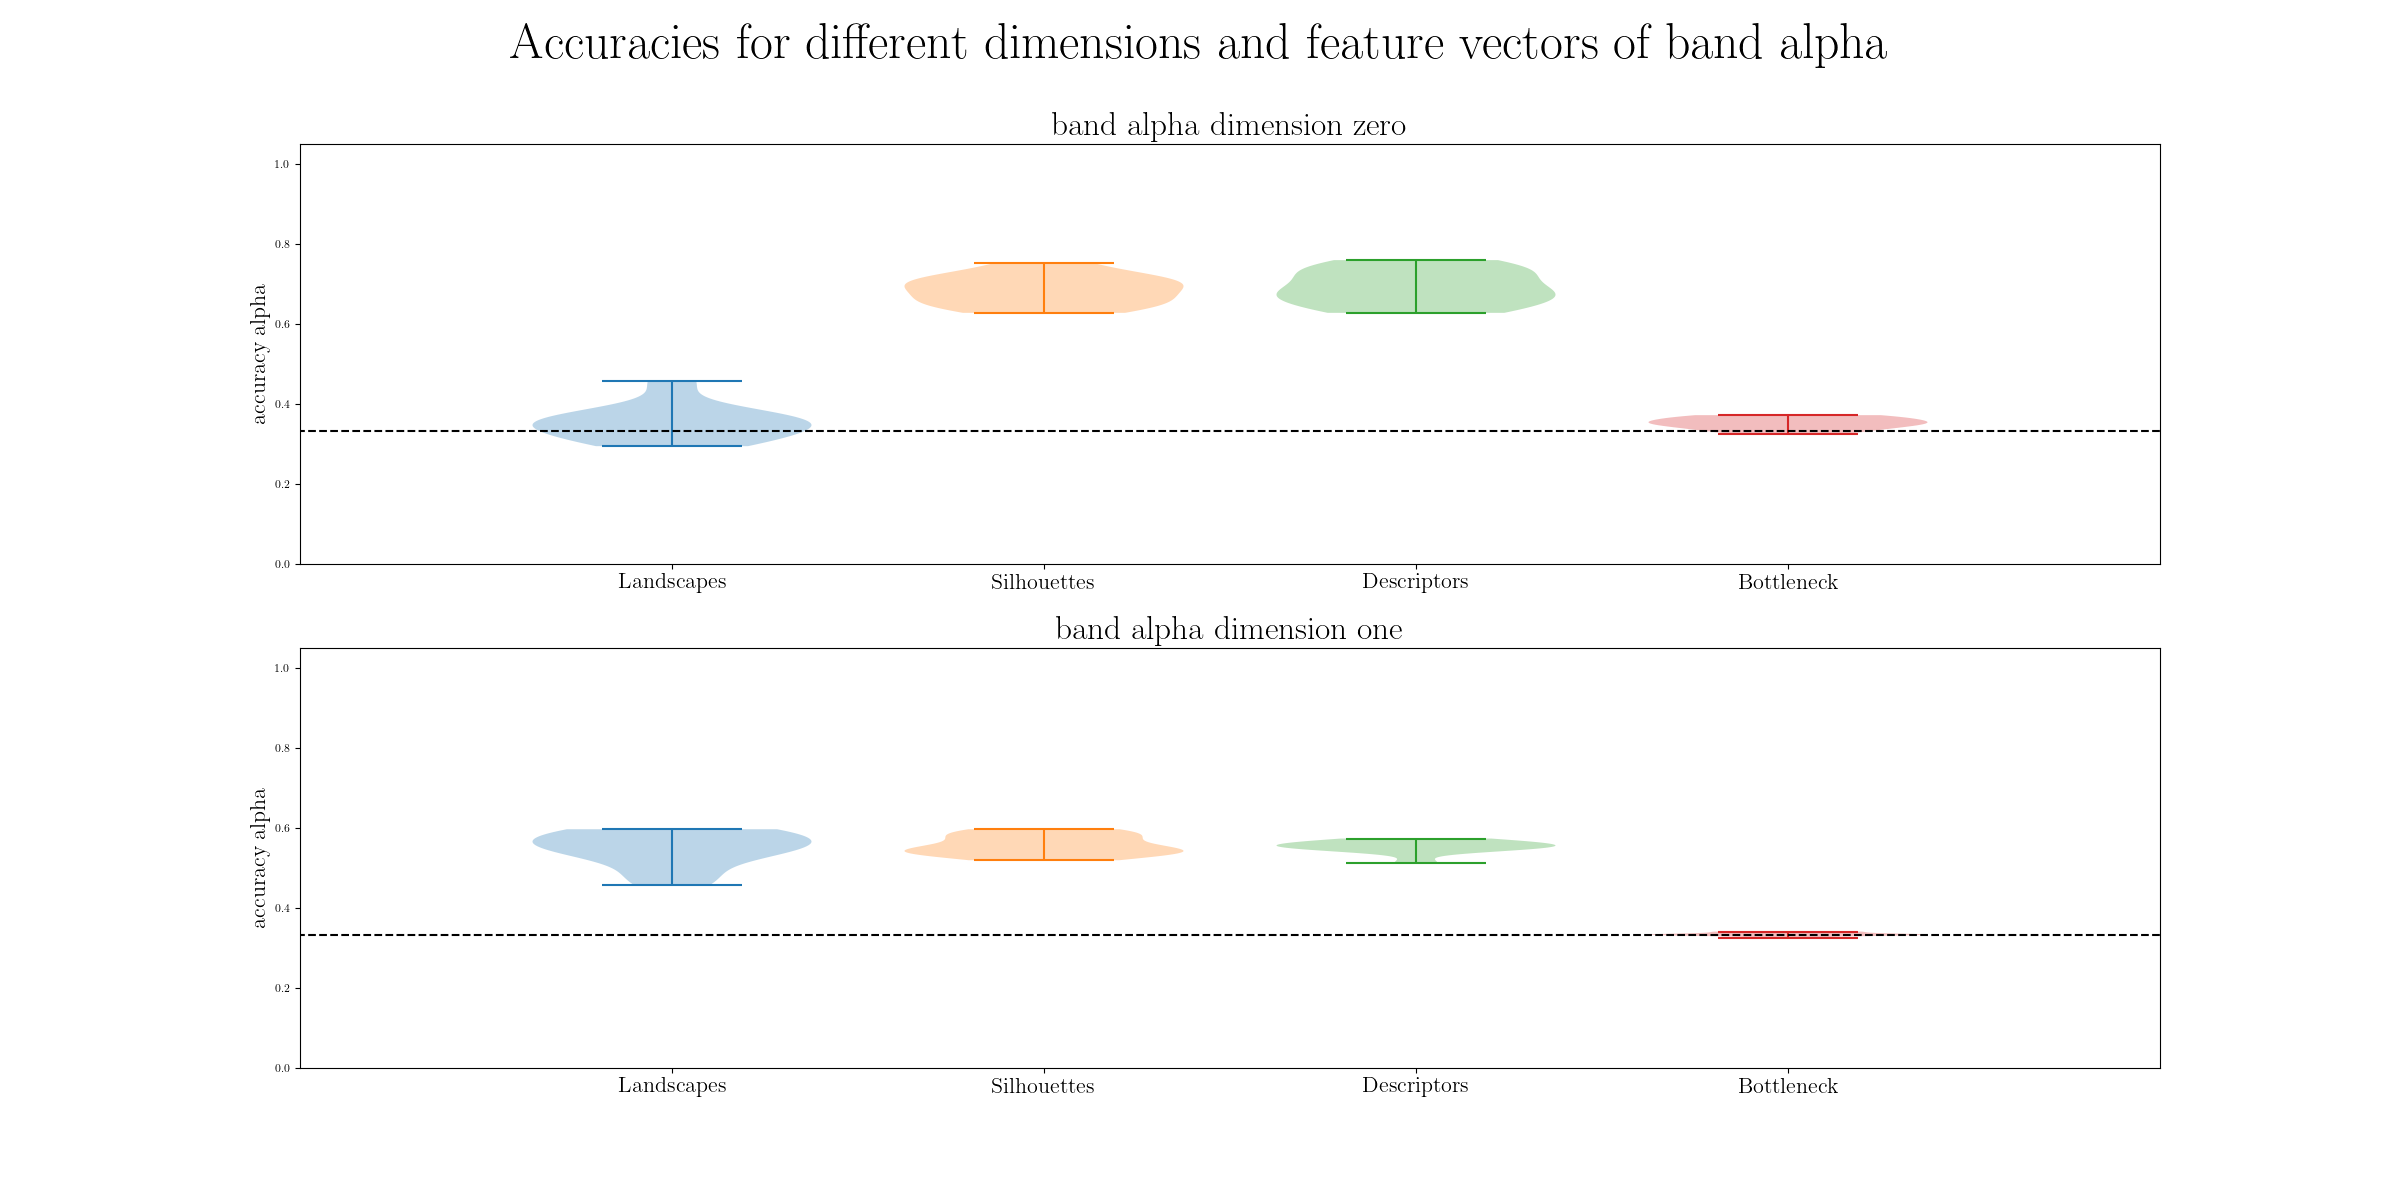 Accuracies for different dimensions and feature vectors of band alpha
band alpha dimension zero
1.0
0.8
0.6
0.4
0.2
0.0
accuracy alpha
Landscapes Silhouettes Descriptors Bottleneck
band alpha dimension one
1.0
0.8
0.6
0.4
0.2
0.0
accuracy alpha
Landscapes Silhouettes Descriptors Bottleneck